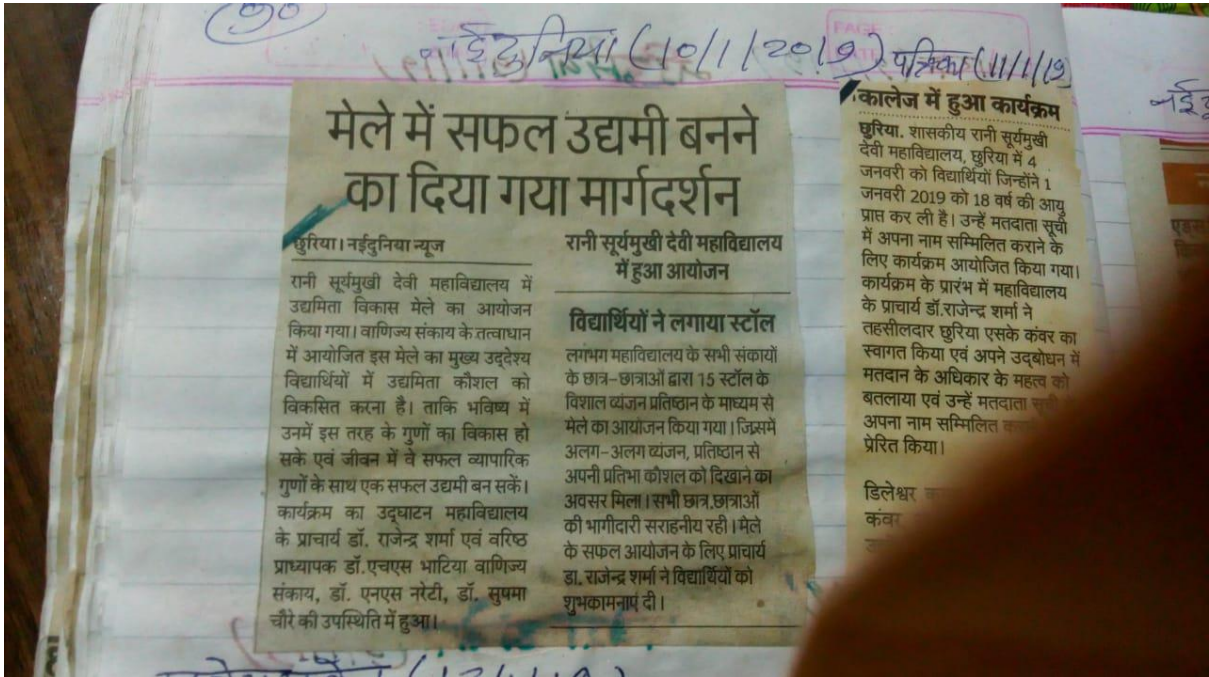 नईदुनिया (10/1/2019)
मेले में सफल उद्यमी बनने
का दिया गया मार्गदर्शन
छुरिया। नईदुनिया न्यूज
रानी सूर्यमुखी देवी महाविद्यालय में
उद्यमिता विकास मेले का आयोजन
किया गया। वाणिज्य संकाय के तत्वाधान
में आयोजित इस मेले का मुख्य उद्देश्य
विद्यार्थियों में उद्यमिता कौशल को
विकसित करना है। ताकि भविष्य में
उनमें इस तरह के गुणों का विकास हो
सके एवं जीवन में वे सफल व्यापारिक
गुणों के साथ एक सफल उद्यमी बन सकें।
कार्यक्रम का उद्घाटन महाविद्यालय
के प्राचार्य डॉ. राजेन्द्र शर्मा एवं वरिष्ठ
प्राध्यापक डॉ.एचएस भाटिया वाणिज्य
संकाय, डॉ. एनएस नरेटी, डॉ. सुषमा
चौरे की उपस्थिति में हुआ।
रानी सूर्यमुखी देवी महाविद्यालय
में हुआ आयोजन
विद्यार्थियों ने लगाया स्टॉल
लगभग महाविद्यालय के सभी संकायों
के छात्र-छात्राओं द्वारा 15 स्टॉल के
विशाल व्यंजन प्रतिष्ठान के माध्यम से
मेले का आयोजन किया गया। जिसमें
अलग-अलग व्यंजन, प्रतिष्ठान से
अपनी प्रतिभा कौशल को दिखाने का
अवसर मिला। सभी छात्र,छात्राओं
की भागीदारी सराहनीय रही। मेले
के सफल आयोजन के लिए प्राचार्य
डा. राजेन्द्र शर्मा ने विद्यार्थियों को
शुभकामनाएं दी।
पत्रिका (11/1/19)
कालेज में हुआ कार्यक्रम
छुरिया. शासकीय रानी सूर्यमुखी
देवी महाविद्यालय, छुरिया में 4
जनवरी को विद्यार्थियों जिन्होंने 1
जनवरी 2019 को 18 वर्ष की आयु
प्राप्त कर ली है। उन्हें मतदाता सूची
में अपना नाम सम्मिलित कराने के
लिए कार्यक्रम आयोजित किया गया।
कार्यक्रम के प्रारंभ में महाविद्यालय
के प्राचार्य डॉ.राजेन्द्र शर्मा ने
तहसीलदार छुरिया एसके कंवर का
स्वागत किया एवं अपने उद्बोधन में
मतदान के अधिकार के महत्व को
बतलाया एवं उन्हें मतदाता
अपना नाम सम्मिलित
प्रेरित किया।
डिलेश्वर
कंवर